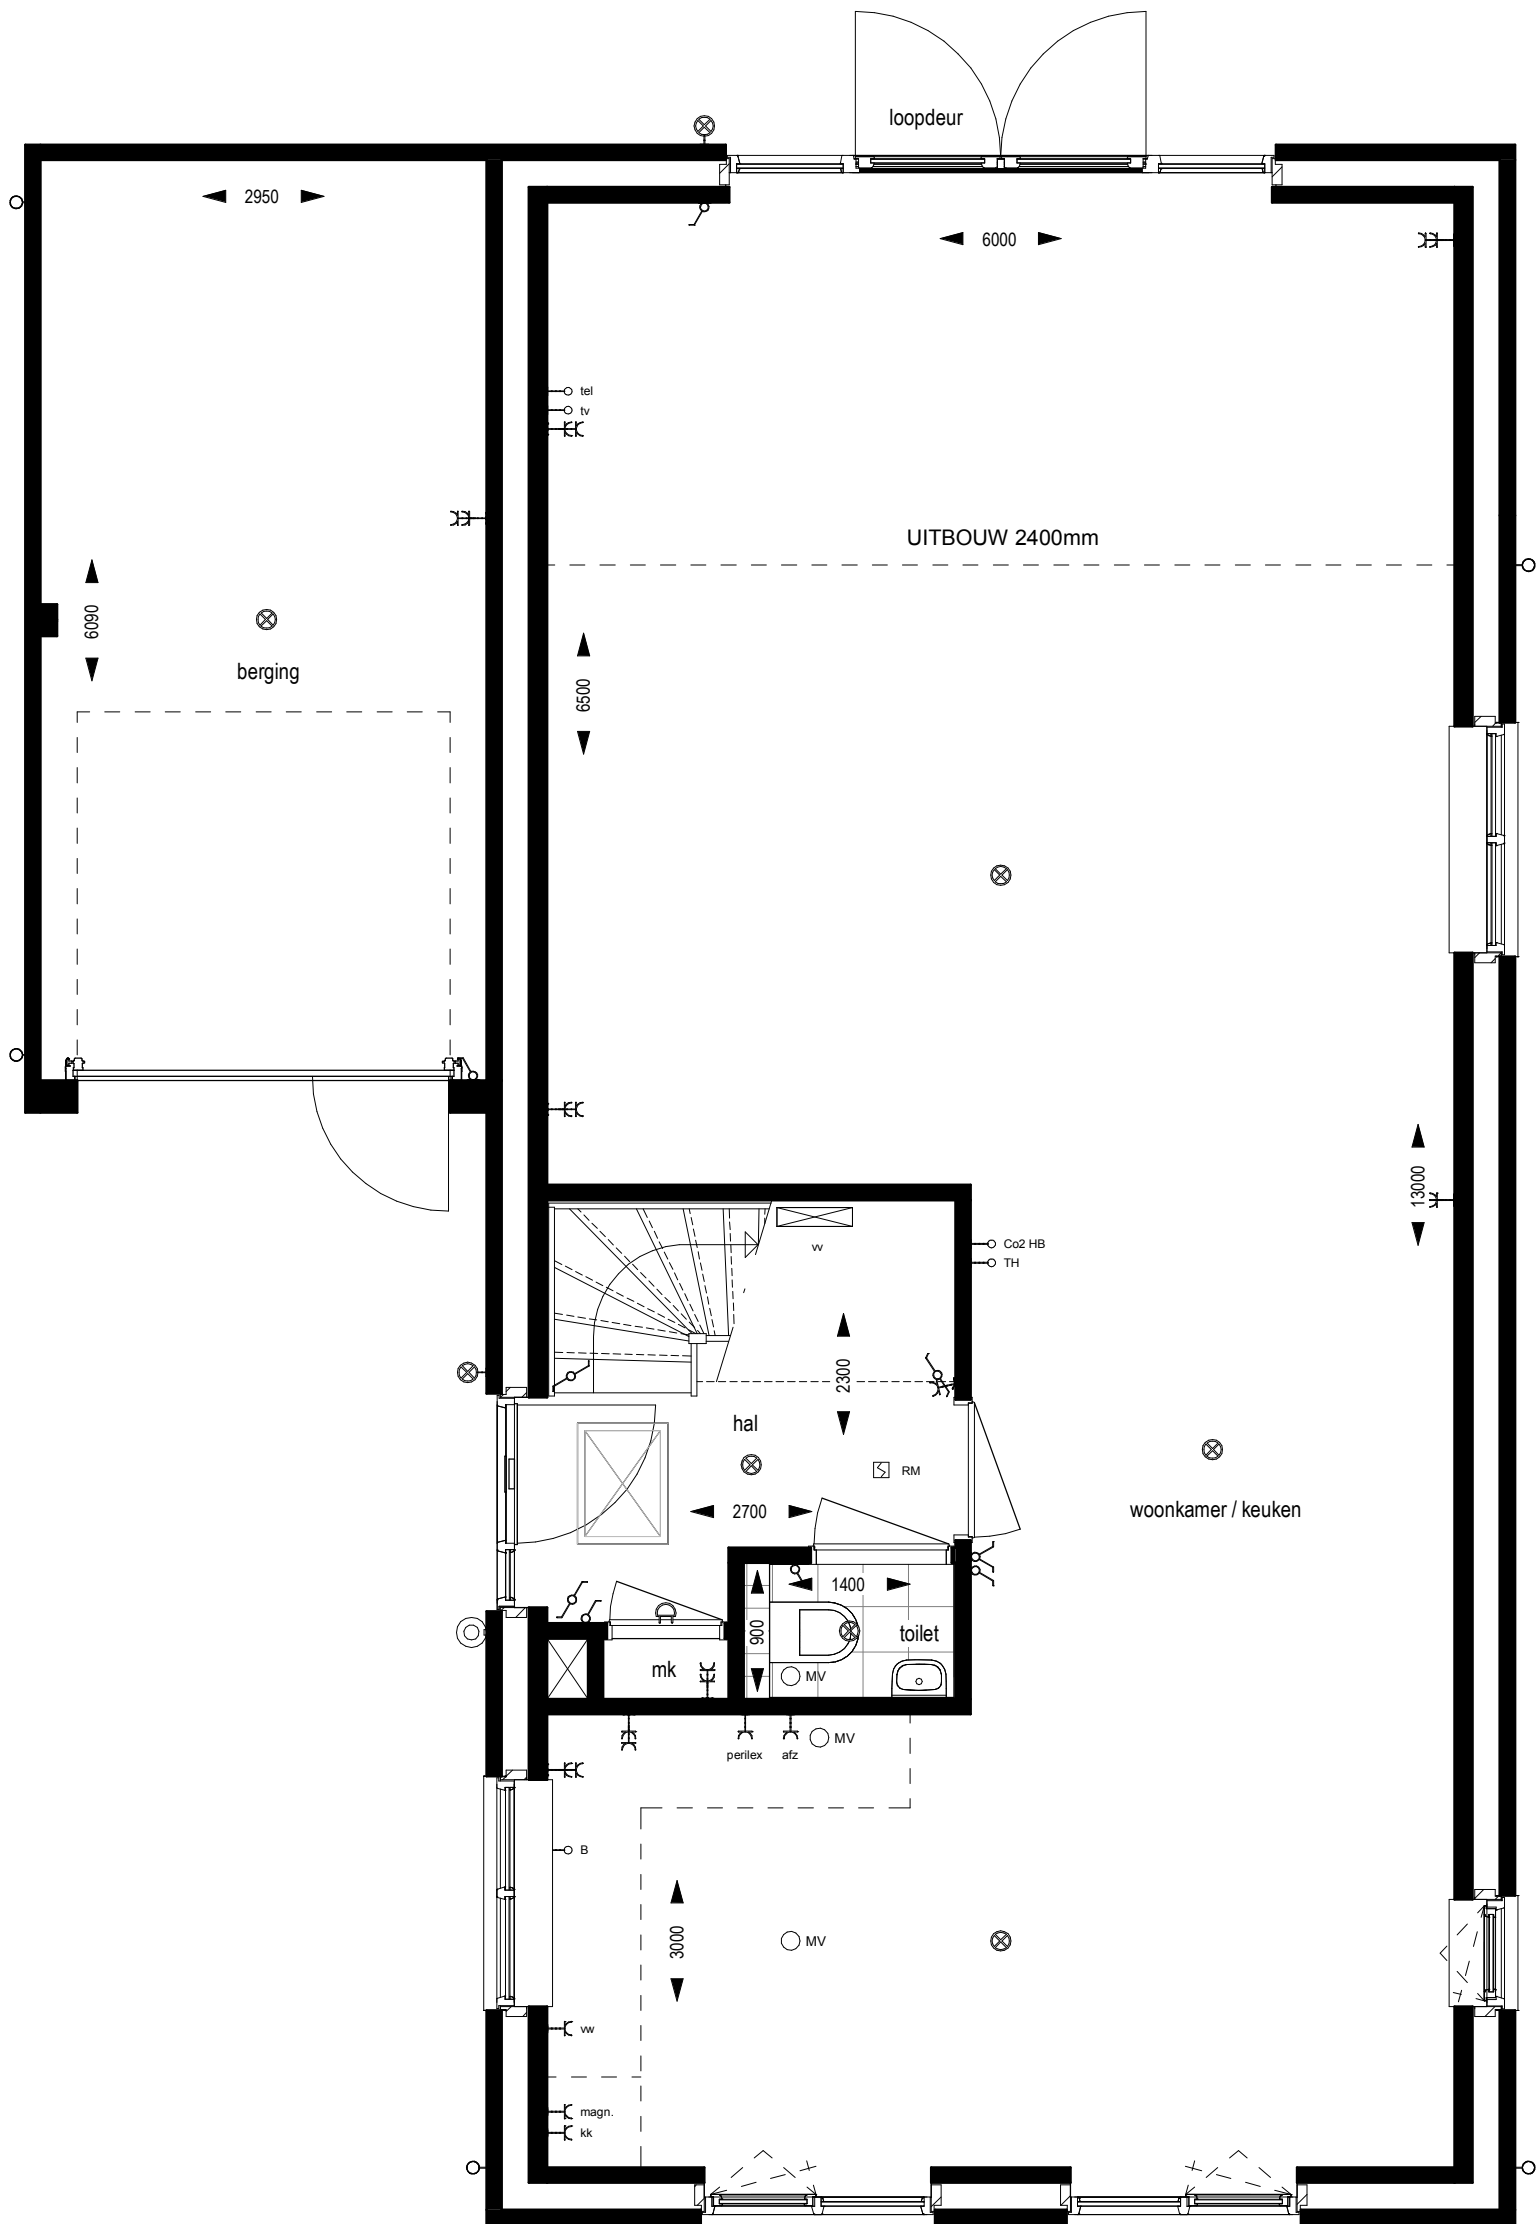 loopdeur
2950
6000
tel
tv
UITBOUW 2400mm
6090
berging
6500
13000
vv
Co2 HB
TH
2300
hal
RM
2700
woonkamer / keuken
1400
900
toilet
mk
MV
MV
perilex
afz
B
3000
MV
vw
magn.
kk